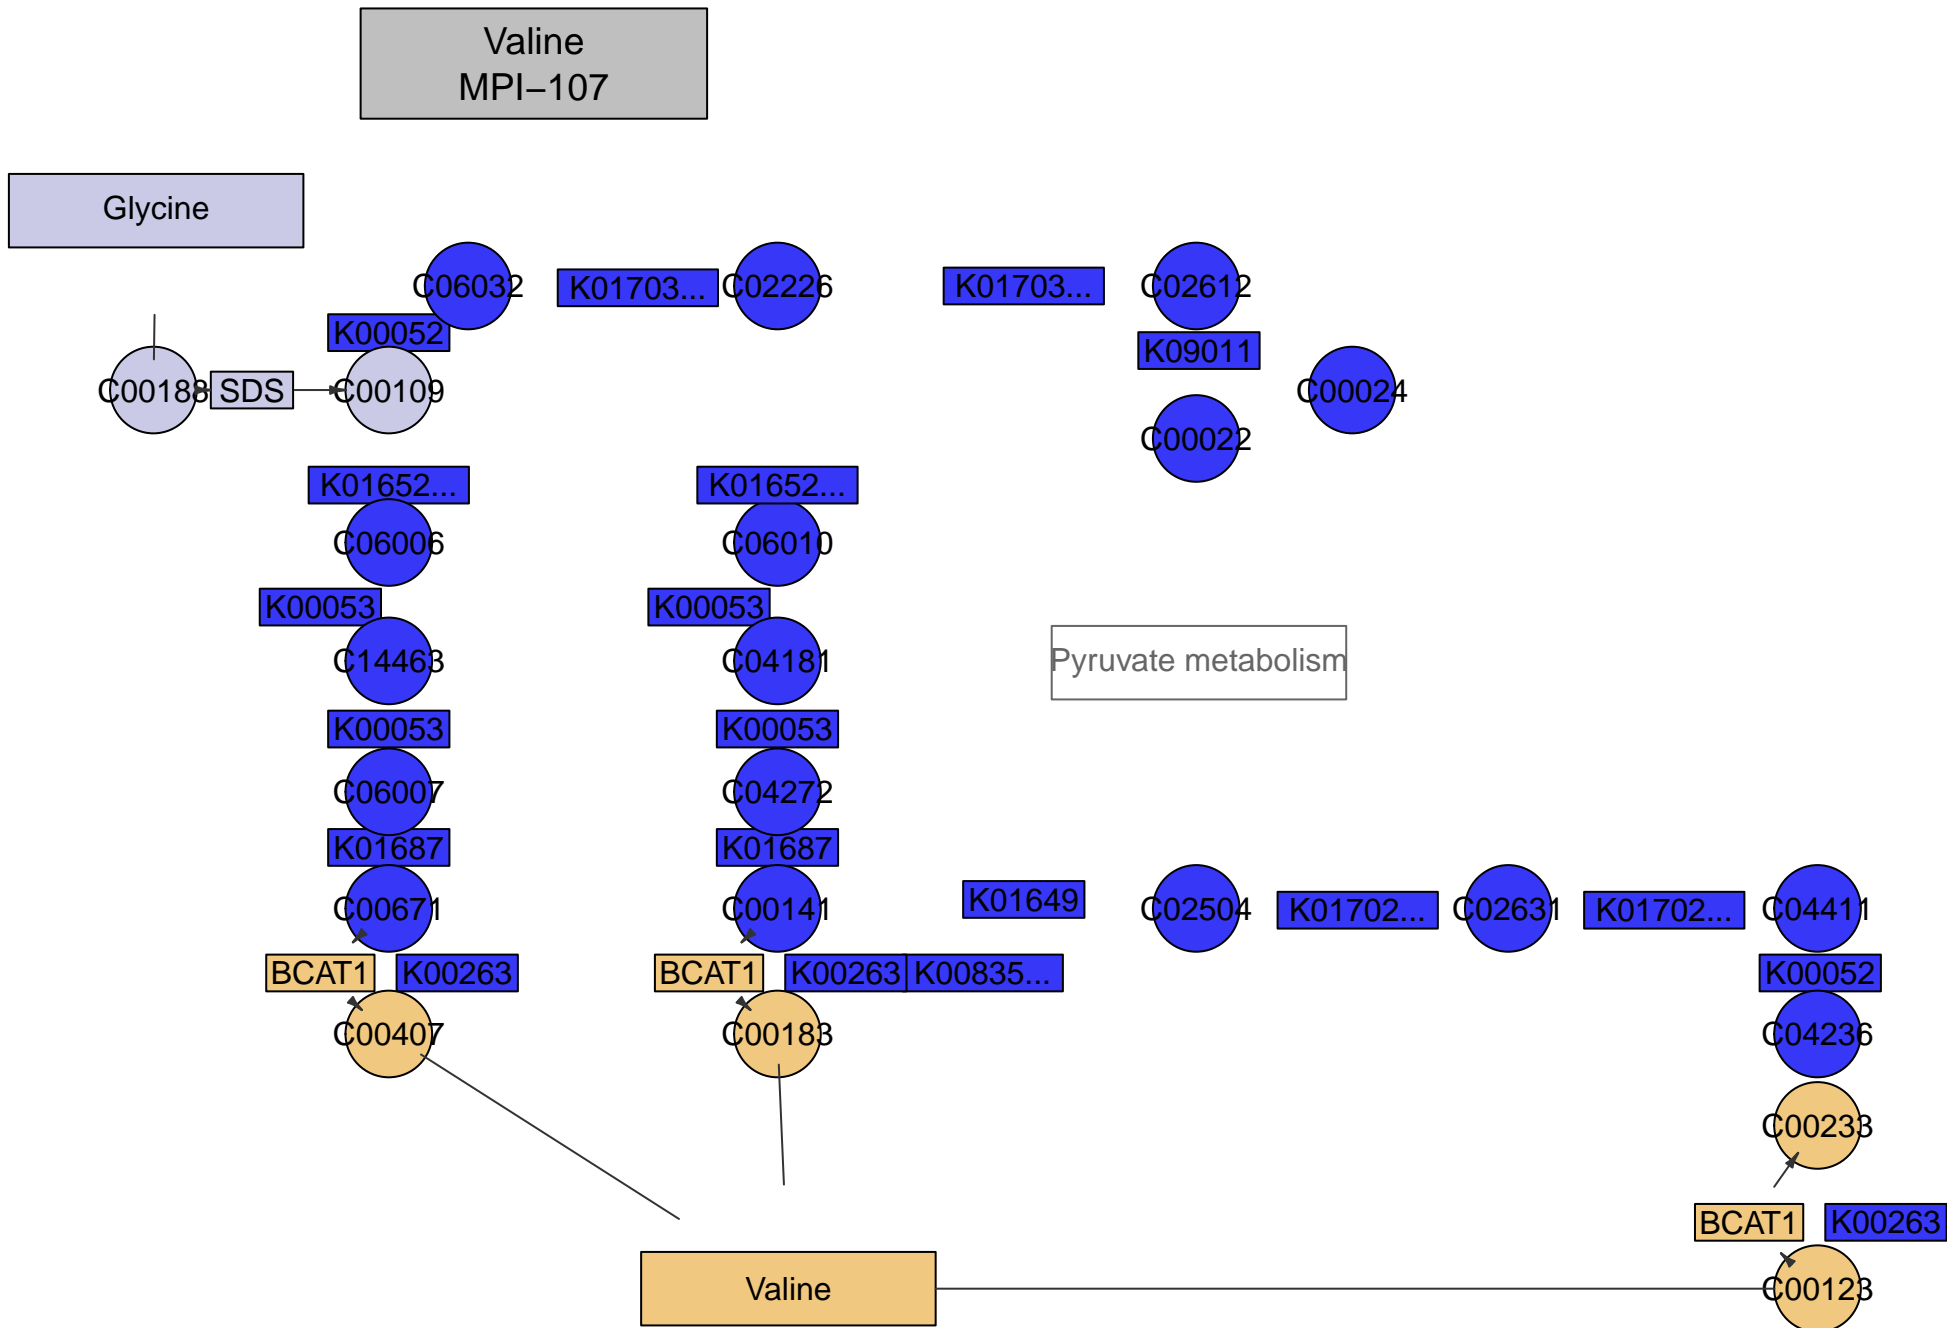 Valine
MPI−107
Glycine
C06032
K01703...
C02226
K01703...
C02612
K00052
K09011
C00188
SDS
C00109
C00024
C00022
K01652...
K01652...
C06006
C06010
K00053
K00053
C14463
C04181
Pyruvate metabolism
K00053
K00053
C06007
C04272
K01687
K01687
C00671
C00141
K01649
C02504
K01702...
C02631
K01702...
C04411
BCAT1
K00263
BCAT1
K00263
K00835...
K00052
C00407
C00183
C04236
C00233
BCAT1
K00263
Valine
C00123